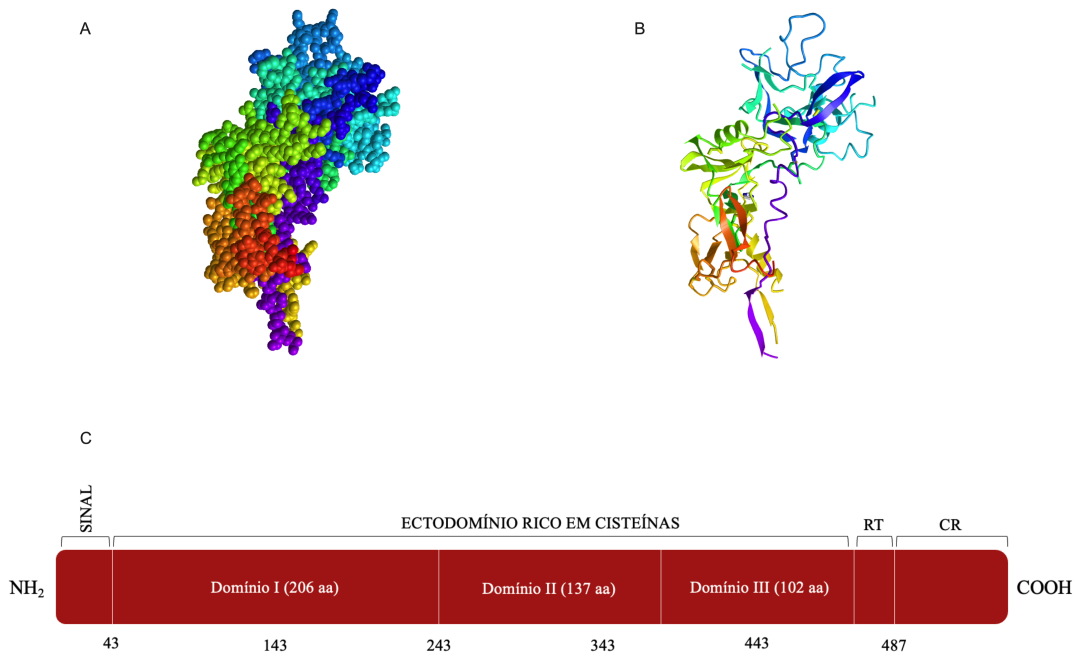 A
B
C
SINAL
ECTODOMÍNIO RICO EM CISTEÍNAS
RT
CR
NH₂
Domínio I (206 aa)
Domínio II (137 aa)
Domínio III (102 aa)
COOH
43
143
243
343
443
487